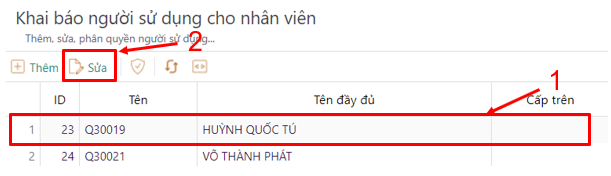 Khai báo người sử dụng cho nhân viên
Thêm, sửa, phân quyền người sử dụng...
2
Thêm Sửa
1
ID Tên Tên đầy đủ Cấp trên
1 23 Q30019 HUỲNH QUỐC TÚ
2 24 Q30021 VÕ THÀNH PHÁT